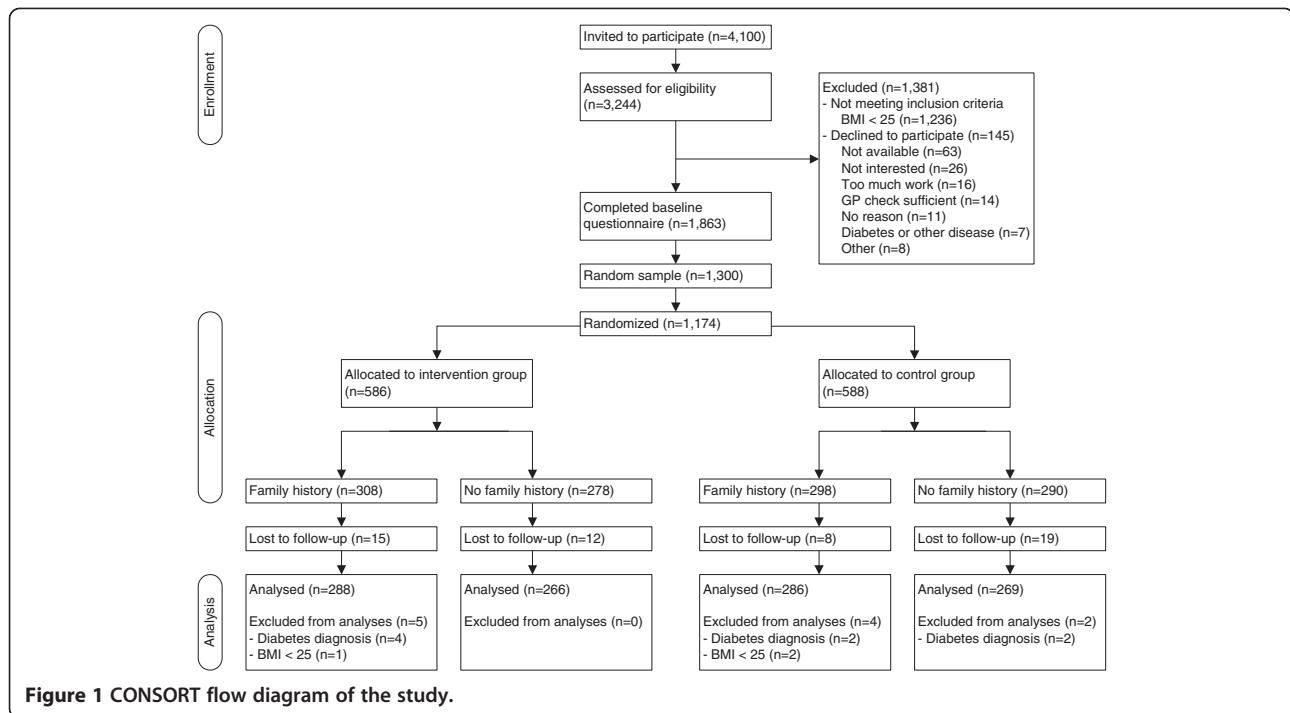 Enrollment
Invited to participate (n=4,100)
Assessed for eligibility
(n=3,244)
Excluded (n=1,381)
- Not meeting inclusion criteria
BMI < 25 (n=1,236)
- Declined to participate (n=145)
Not available (n=63)
Not interested (n=26)
Too much work (n=16)
GP check sufficient (n=14)
No reason (n=11)
Diabetes or other disease (n=7)
Other (n=8)
Completed baseline
questionnaire (n=1,863)
Random sample (n=1,300)
Randomized (n=1,174)
Allocation
Allocated to intervention group
(n=586)
Allocated to control group
(n=588)
Family history (n=308)
No family history (n=278)
Family history (n=298)
No family history (n=290)
Lost to follow-up (n=15)
Lost to follow-up (n=12)
Lost to follow-up (n=8)
Lost to follow-up (n=19)
Analysis
Analysed (n=288)
Excluded from analyses (n=5)
- Diabetes diagnosis (n=4)
- BMI < 25 (n=1)
Analysed (n=266)
Excluded from analyses (n=0)
Analysed (n=286)
Excluded from analyses (n=4)
- Diabetes diagnosis (n=2)
- BMI < 25 (n=2)
Analysed (n=269)
Excluded from analyses (n=2)
- Diabetes diagnosis (n=2)
Figure 1 CONSORT flow diagram of the study.